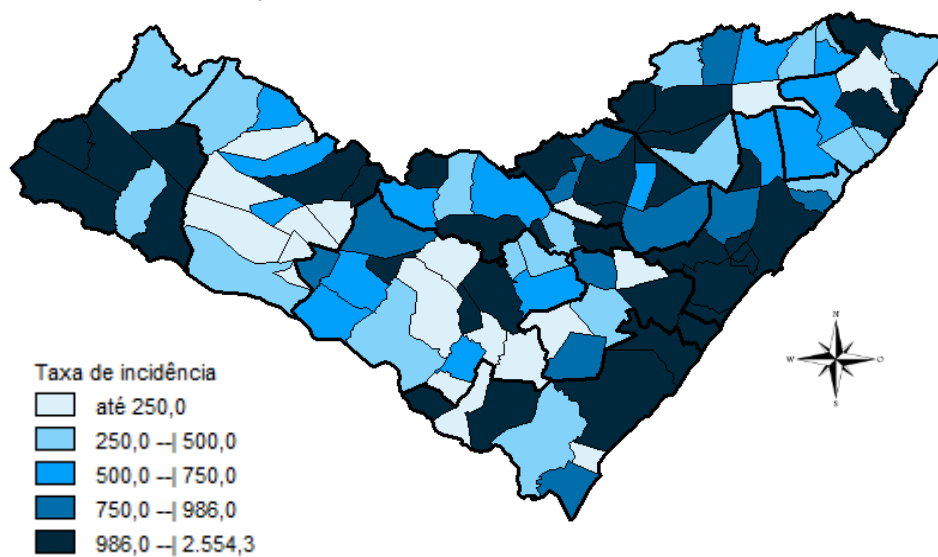 N
W
O
S
Taxa de incidência
até 250,0
250,0 --| 500,0
500,0 --| 750,0
750,0 --| 986,0
986,0 --| 2.554,3